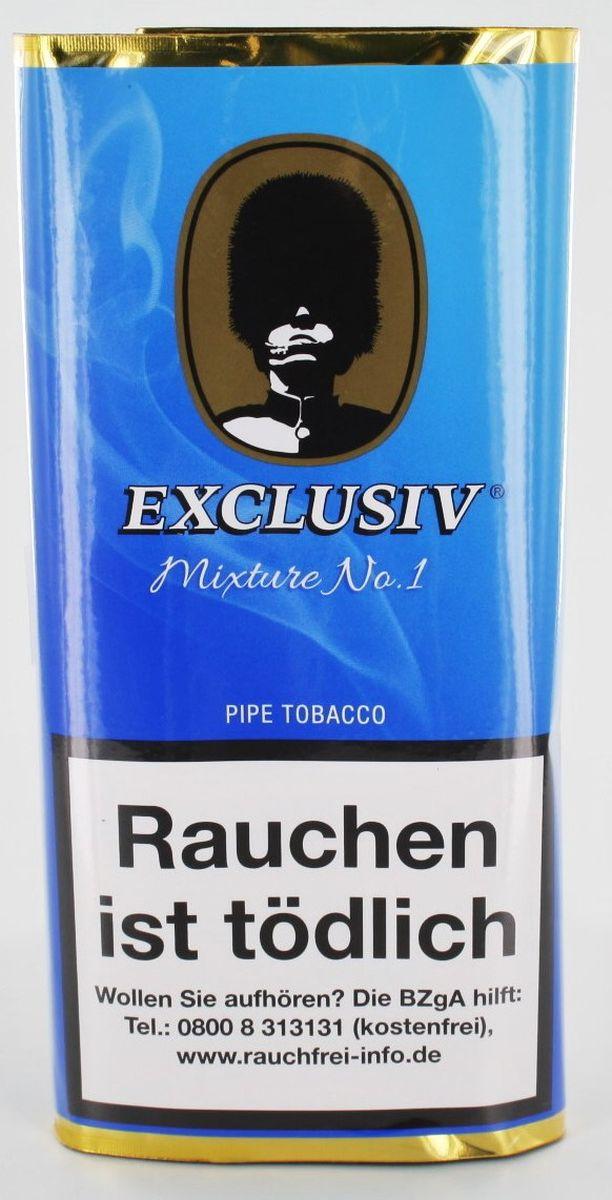 EXCLUSIV®
Mixture No.1
PIPE TOBACCO
Rauchen
ist tödlich
Wollen Sie aufhören? Die BZgA hilft:
Tel.: 0800 8 313131 (kostenfrei),
www.rauchfrei-info.de